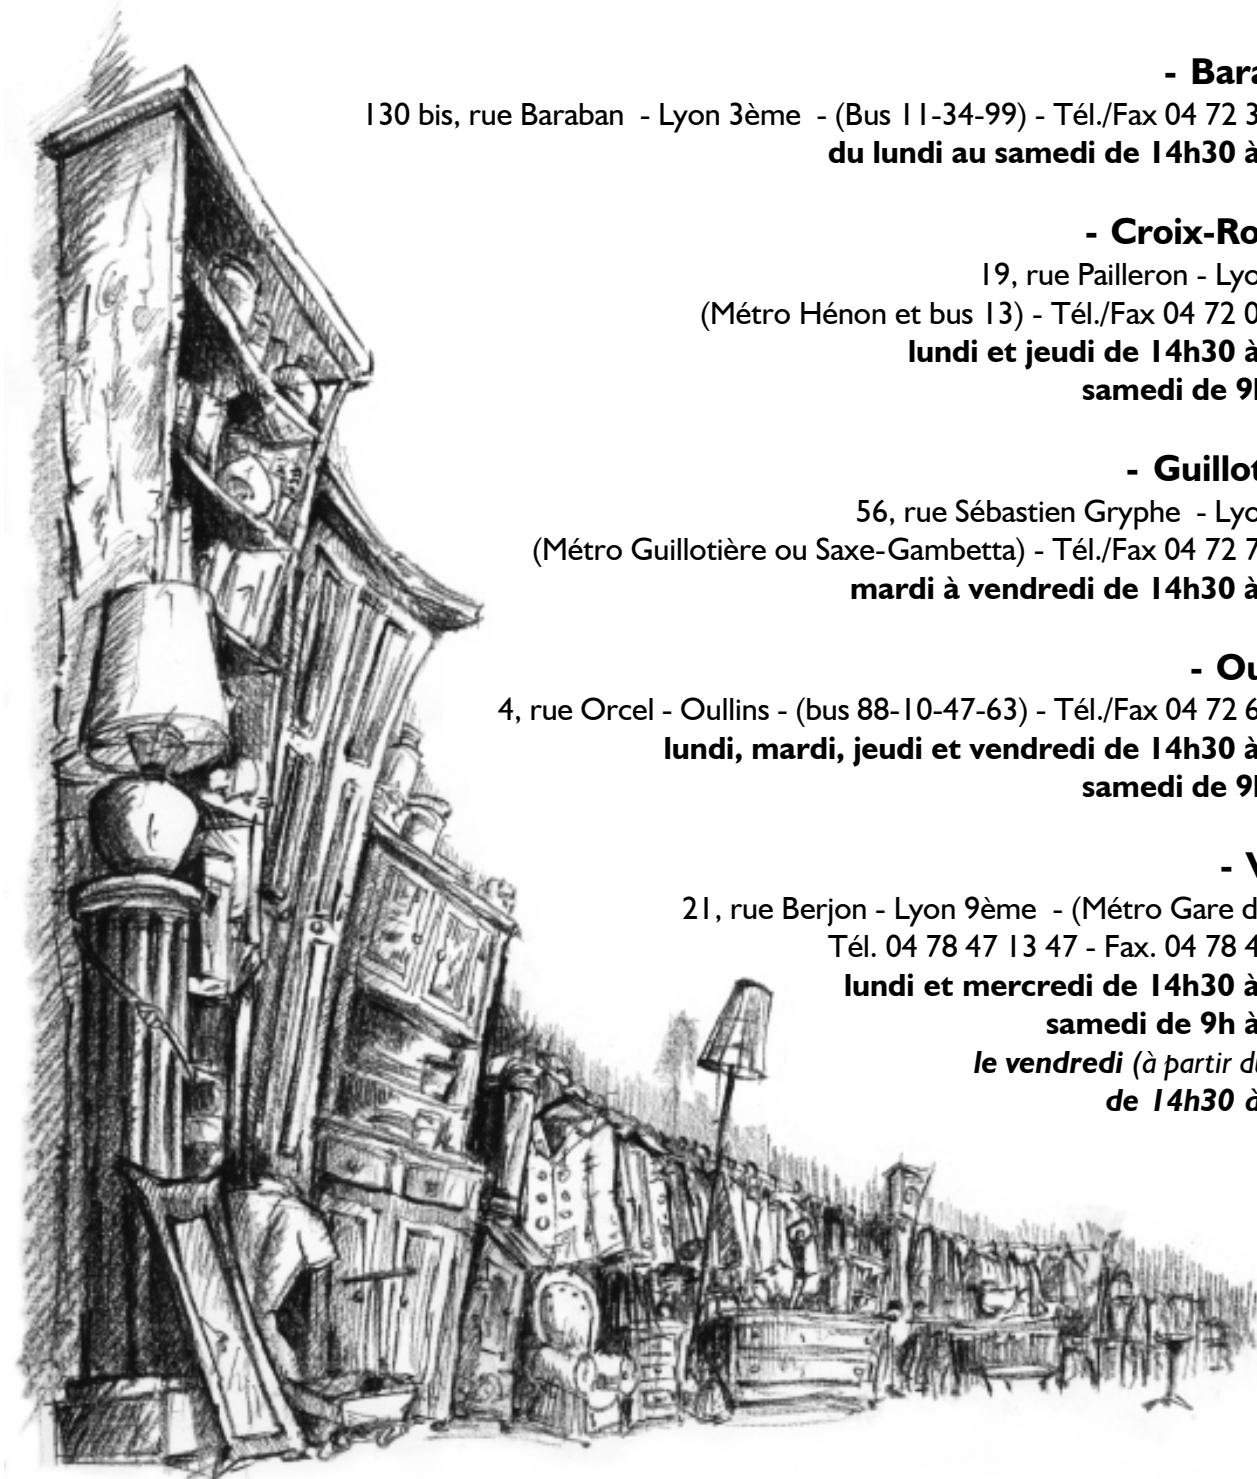 - Bara
130 bis, rue Baraban - Lyon 3ème - (Bus 11-34-99) - Tél./Fax 04 72 3
du lundi au samedi de 14h30 à
- Croix-Ro
19, rue Pailleron - Lyo
(Métro Hénon et bus 13) - Tél./Fax 04 72 0
lundi et jeudi de 14h30 à
samedi de 9h
- Guillot
56, rue Sébastien Gryphe - Lyo
(Métro Guillotière ou Saxe-Gambetta) - Tél./Fax 04 72 7
mardi à vendredi de 14h30 à
- Ou
4, rue Orcel - Oullins - (bus 88-10-47-63) - Tél./Fax 04 72 6
lundi, mardi, jeudi et vendredi de 14h30 à
samedi de 9h
- V
21, rue Berjon - Lyon 9ème - (Métro Gare d
Tél. 04 78 47 13 47 - Fax. 04 78 4
lundi et mercredi de 14h30 à
samedi de 9h à
le vendredi (à partir du
de 14h30 à